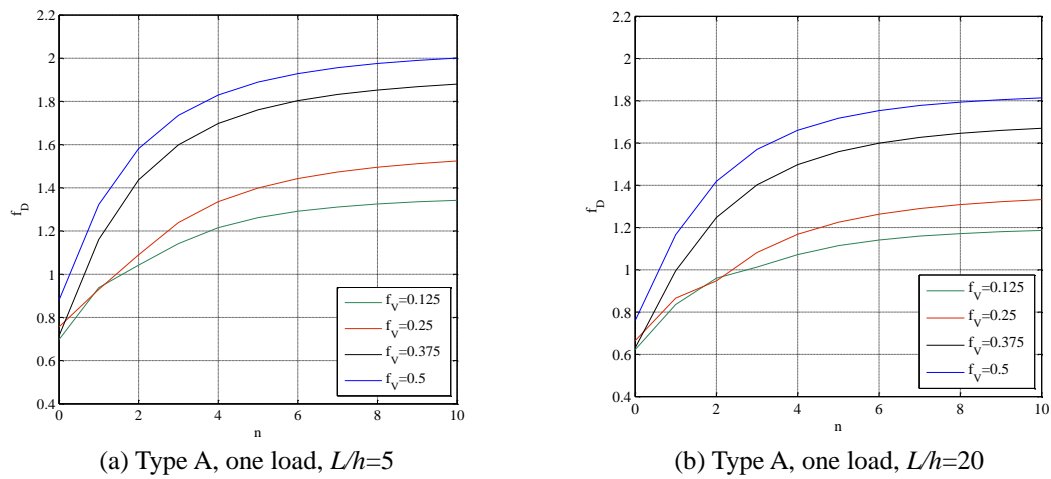 2.2
2
1.8
1.6
1.4
1.2
1
0.8
0.6
0.4
f_D
0 2 4 6 8 10
n
f_V=0.125
f_V=0.25
f_V=0.375
f_V=0.5
(a) Type A, one load, L/h=5
2.2
2
1.8
1.6
1.4
1.2
1
0.8
0.6
0.4
f_D
0 2 4 6 8 10
n
f_V=0.125
f_V=0.25
f_V=0.375
f_V=0.5
(b) Type A, one load, L/h=20